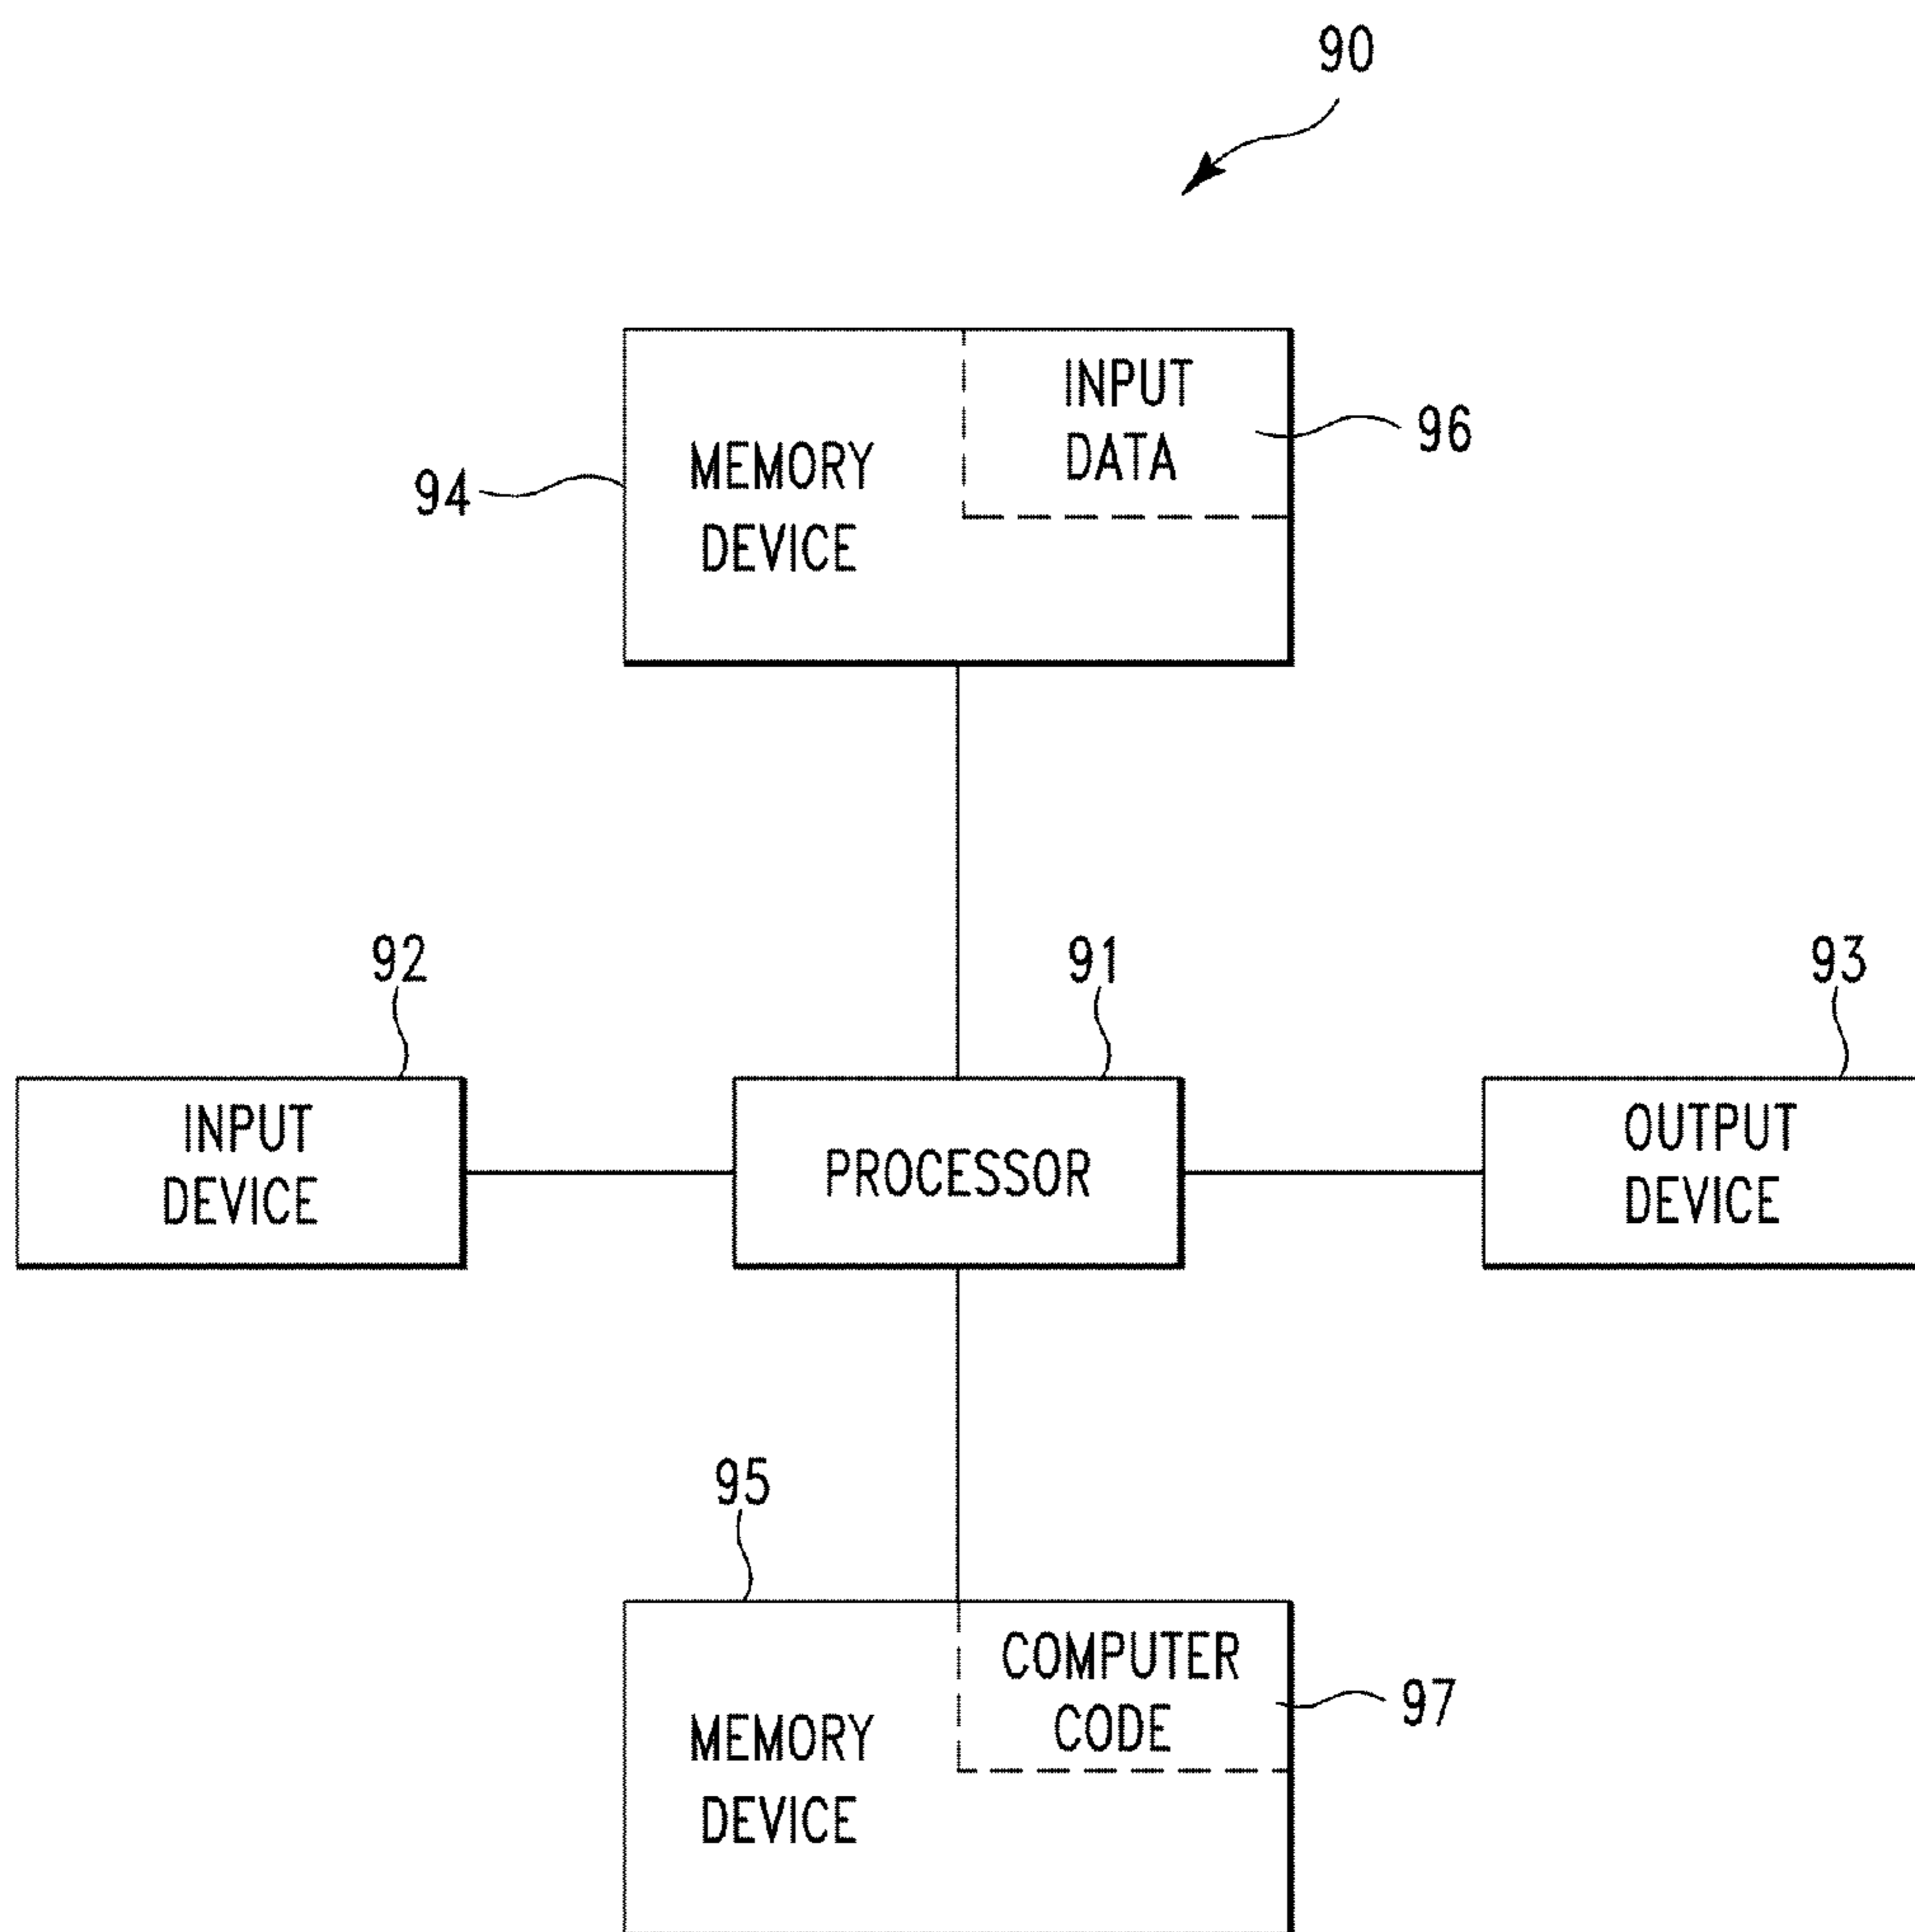 90
INPUT
DATA
96
MEMORY
DEVICE
94
92
91
93
INPUT
DEVICE
PROCESSOR
OUTPUT
DEVICE
95
COMPUTER
CODE
97
MEMORY
DEVICE